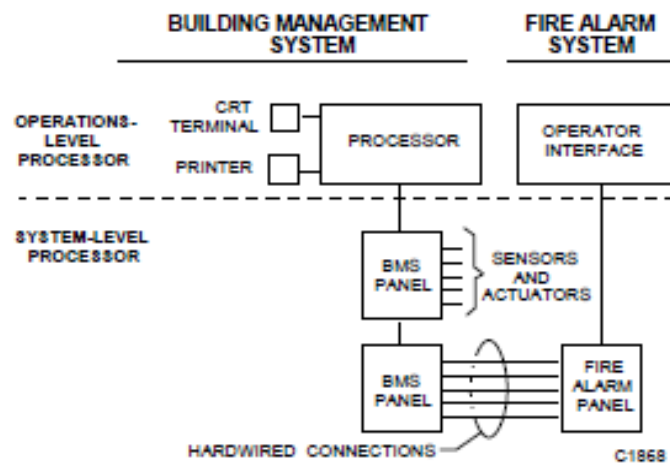 BUILDING MANAGEMENT
SYSTEM
FIRE ALARM
SYSTEM
OPERATIONS-
LEVEL
PROCESSOR
CRT
TERMINAL
PRINTER
PROCESSOR
OPERATOR
INTERFACE
SYSTEM-LEVEL
PROCESSOR
BMS
PANEL
SENSORS
AND
ACTUATORS
BMS
PANEL
FIRE
ALARM
PANEL
HARDWIRED CONNECTIONS
C1868